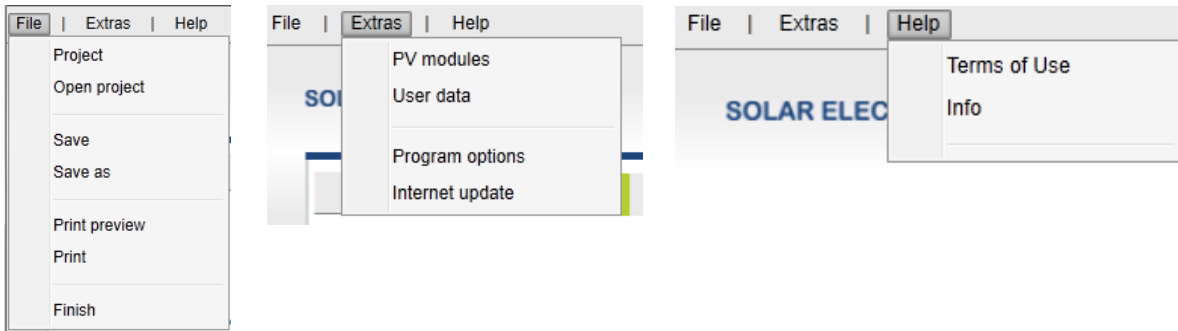 File | Extras | Help
Project
Open project
Save
Save as
Print preview
Print
Finish
File | Extras | Help
PV modules
SOL
User data
Program options
Internet update
File | Extras | Help
Terms of Use
SOLAR ELEC
Info